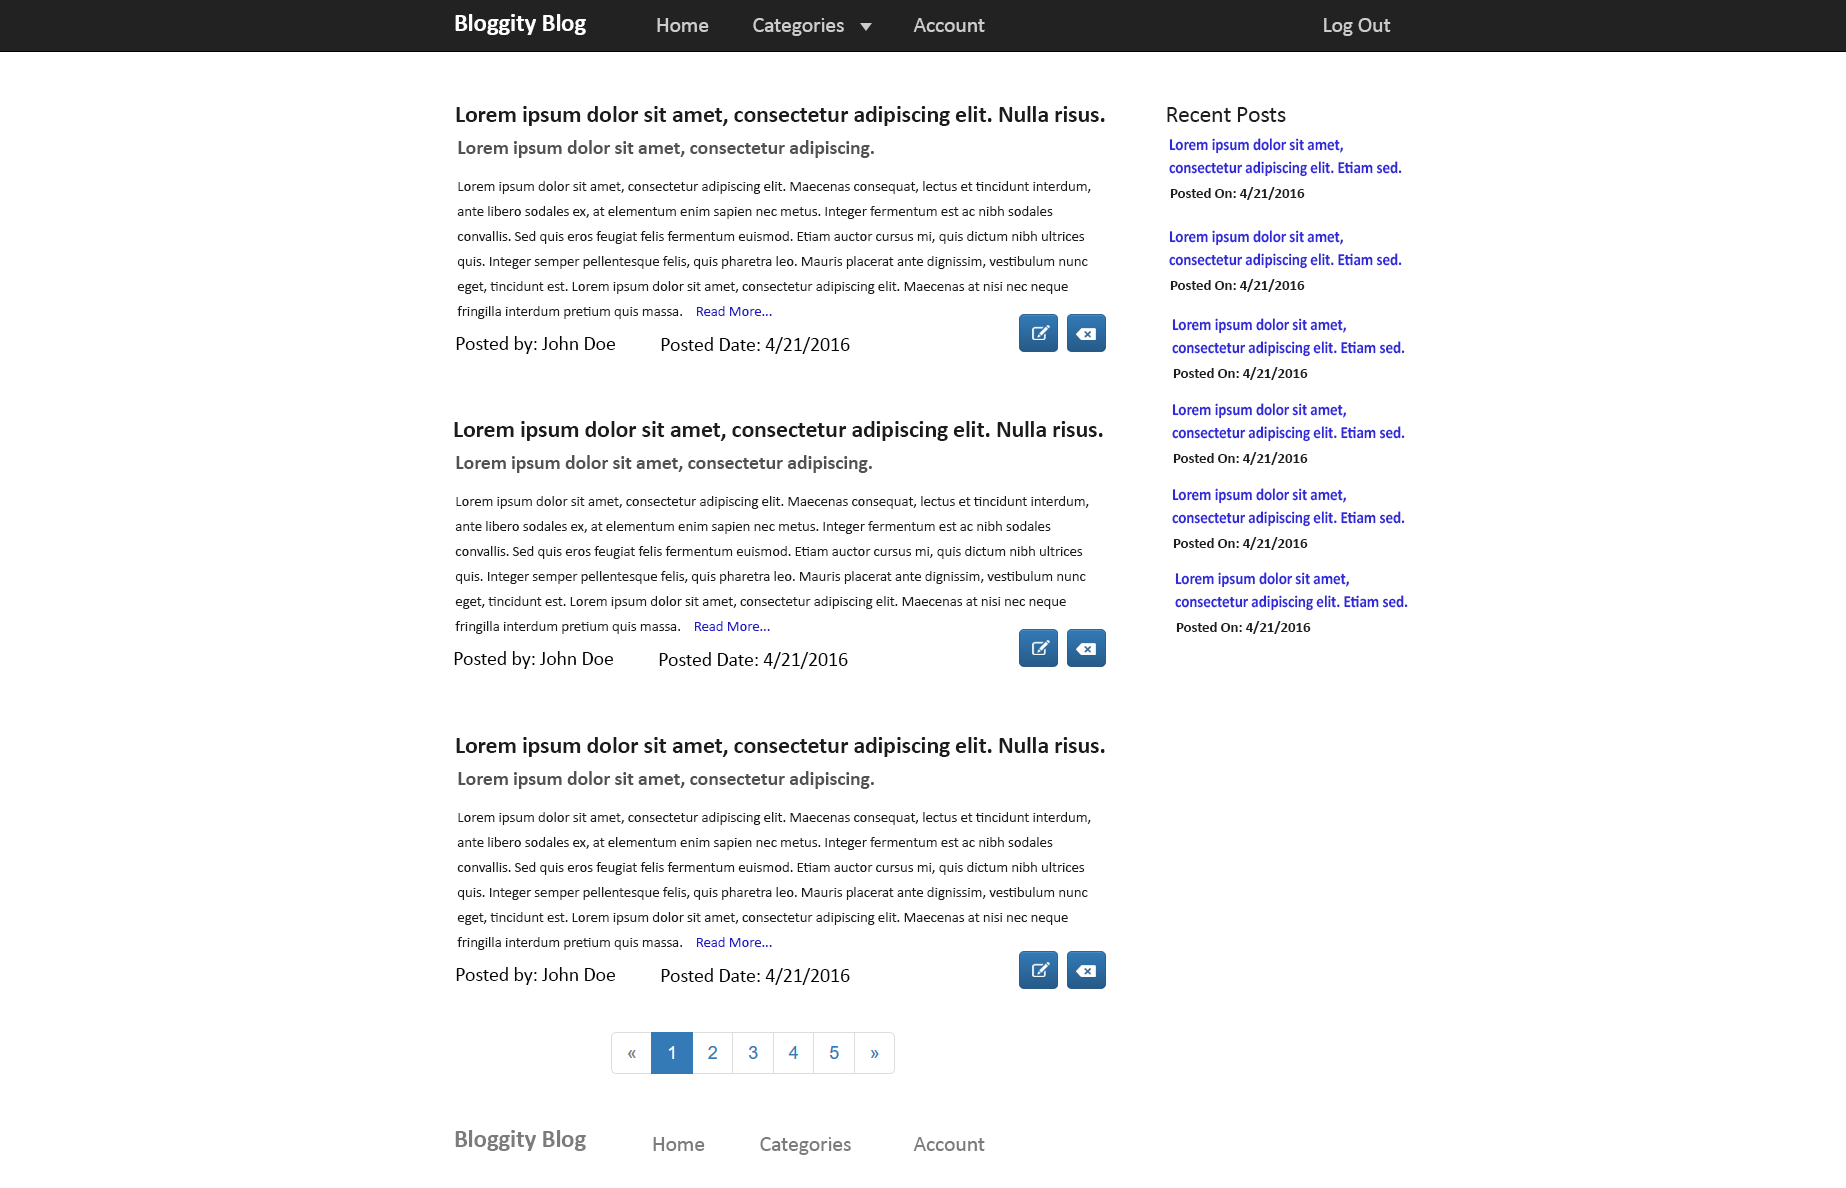 Bloggity Blog Home Categories Account Log Out
Lorem ipsum dolor sit amet, consectetur adipiscing elit. Nulla risus.
Lorem ipsum dolor sit amet, consectetur adipiscing.
Lorem ipsum dolor sit amet, consectetur adipiscing elit. Maecenas consequat, lectus et tincidunt interdum,
ante libero sodales ex, at elementum enim sapien nec metus. Integer fermentum est ac nibh sodales
convallis. Sed quis eros feugiat felis fermentum euismod. Etiam auctor cursus mi, quis dictum nibh ultrices
quis. Integer semper pellentesque felis, quis pharetra leo. Mauris placerat ante dignissim, vestibulum nunc
eget, tincidunt est. Lorem ipsum dolor sit amet, consectetur adipiscing elit. Maecenas at nisi nec neque
fringilla interdum pretium quis massa. Read More...
Posted by: John Doe Posted Date: 4/21/2016
Lorem ipsum dolor sit amet, consectetur adipiscing elit. Nulla risus.
Lorem ipsum dolor sit amet, consectetur adipiscing.
Lorem ipsum dolor sit amet, consectetur adipiscing elit. Maecenas consequat, lectus et tincidunt interdum,
ante libero sodales ex, at elementum enim sapien nec metus. Integer fermentum est ac nibh sodales
convallis. Sed quis eros feugiat felis fermentum euismod. Etiam auctor cursus mi, quis dictum nibh ultrices
quis. Integer semper pellentesque felis, quis pharetra leo. Mauris placerat ante dignissim, vestibulum nunc
eget, tincidunt est. Lorem ipsum dolor sit amet, consectetur adipiscing elit. Maecenas at nisi nec neque
fringilla interdum pretium quis massa. Read More...
Posted by: John Doe Posted Date: 4/21/2016
Lorem ipsum dolor sit amet, consectetur adipiscing elit. Nulla risus.
Lorem ipsum dolor sit amet, consectetur adipiscing.
Lorem ipsum dolor sit amet, consectetur adipiscing elit. Maecenas consequat, lectus et tincidunt interdum,
ante libero sodales ex, at elementum enim sapien nec metus. Integer fermentum est ac nibh sodales
convallis. Sed quis eros feugiat felis fermentum euismod. Etiam auctor cursus mi, quis dictum nibh ultrices
quis. Integer semper pellentesque felis, quis pharetra leo. Mauris placerat ante dignissim, vestibulum nunc
eget, tincidunt est. Lorem ipsum dolor sit amet, consectetur adipiscing elit. Maecenas at nisi nec neque
fringilla interdum pretium quis massa. Read More...
Posted by: John Doe Posted Date: 4/21/2016
« 1 2 3 4 5 »
Recent Posts
Lorem ipsum dolor sit amet,
consectetur adipiscing elit. Etiam sed.
Posted On: 4/21/2016
Lorem ipsum dolor sit amet,
consectetur adipiscing elit. Etiam sed.
Posted On: 4/21/2016
Lorem ipsum dolor sit amet,
consectetur adipiscing elit. Etiam sed.
Posted On: 4/21/2016
Lorem ipsum dolor sit amet,
consectetur adipiscing elit. Etiam sed.
Posted On: 4/21/2016
Lorem ipsum dolor sit amet,
consectetur adipiscing elit. Etiam sed.
Posted On: 4/21/2016
Lorem ipsum dolor sit amet,
consectetur adipiscing elit. Etiam sed.
Posted On: 4/21/2016
Bloggity Blog Home Categories Account